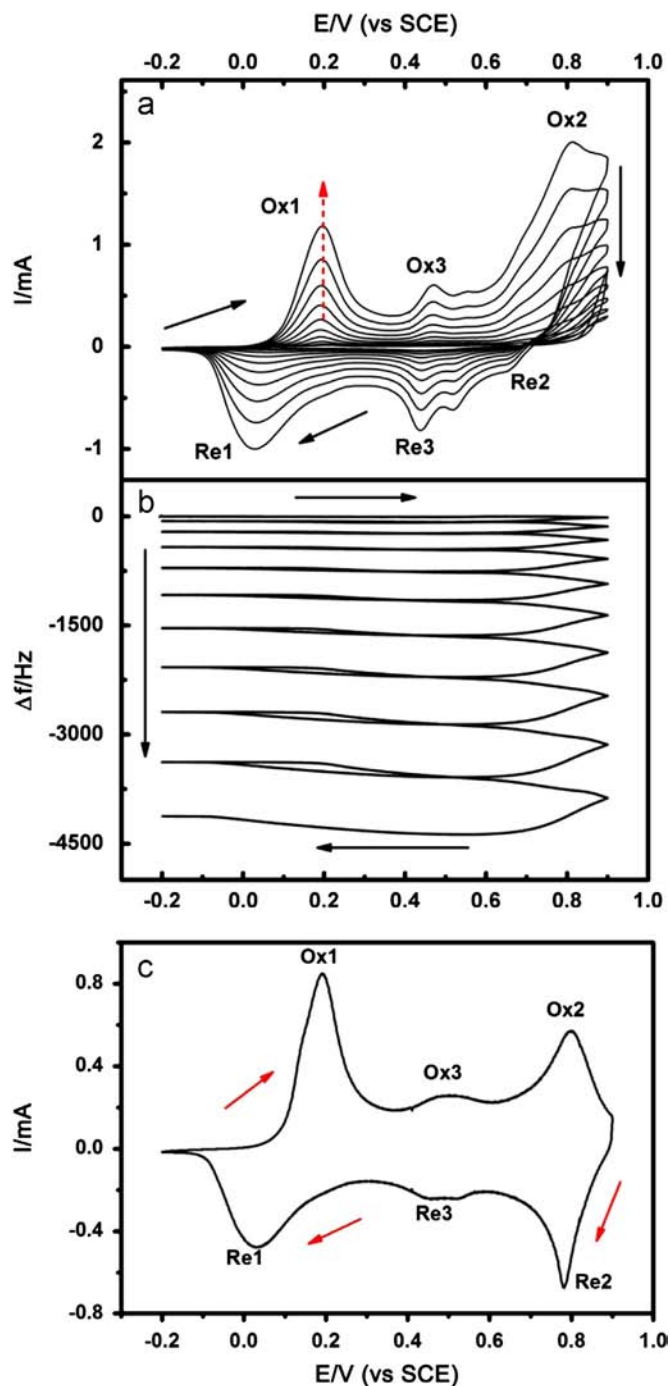 E/V (vs SCE)
-0.2 0.0 0.2 0.4 0.6 0.8 1.0
a
Ox2
2
Ox1
I/mA
1
Ox3
0
Re2
Re1
Re3
-1
b
0
-1500
Δf/Hz
-3000
-4500
-0.2 0.0 0.2 0.4 0.6 0.8 1.0
c
Ox1
0.8
Ox2
I/mA
0.4
Ox3
0.0
Re3
-0.4
Re1
Re2
-0.8
-0.2 0.0 0.2 0.4 0.6 0.8 1.0
E/V (vs SCE)